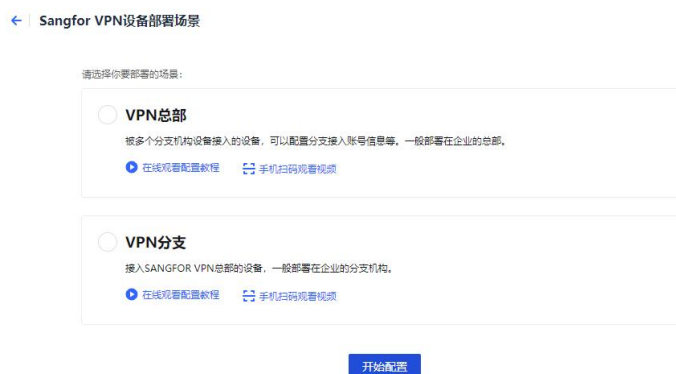 Sangfor VPN设备部署场景
请选择你要部署的场景：
VPN总部
被多个分支机构设备接入的设备，可以配置分支接入账号信息等。一般部署在企业的总部。
在线观看配置教程 手机扫码观看视频
VPN分支
接入SANGFOR VPN总部的设备，一般部署在企业的分支机构。
在线观看配置教程 手机扫码观看视频
开始配置